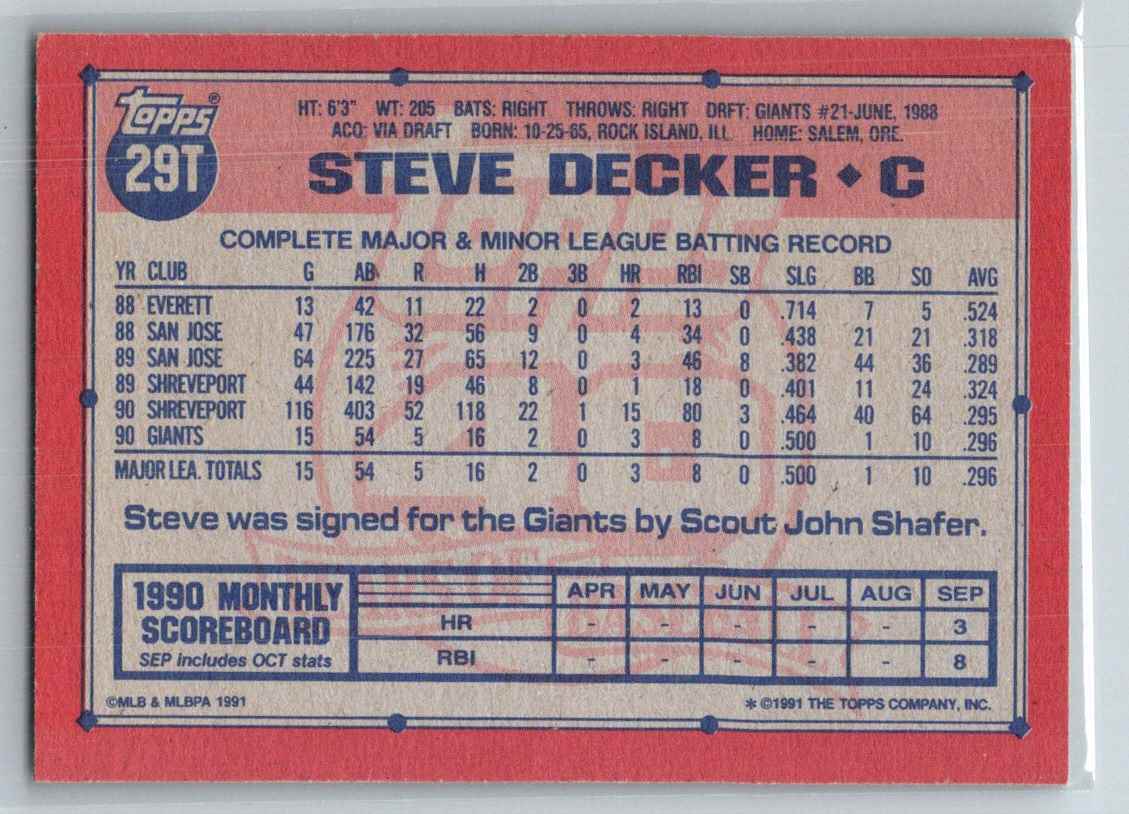 Topps®
29T
HT: 6'3" WT: 205 BATS: RIGHT THROWS: RIGHT DRFT: GIANTS #21-JUNE, 1988
ACQ: VIA DRAFT BORN: 10-25-65, ROCK ISLAND, ILL. HOME: SALEM, ORE.
STEVE DECKER ♦ C
COMPLETE MAJOR & MINOR LEAGUE BATTING RECORD
YR CLUB G AB R H 2B 3B HR RBI SB SLG BB SO AVG
88 EVERETT 13 42 11 22 2 0 2 13 0 .714 7 5 .524
88 SAN JOSE 47 176 32 56 9 0 4 34 0 .438 21 21 .318
89 SAN JOSE 64 225 27 65 12 0 3 46 8 .382 44 36 .289
89 SHREVEPORT 44 142 19 46 8 0 1 18 0 .401 11 24 .324
90 SHREVEPORT 116 403 52 118 22 1 15 80 3 .464 40 64 .295
90 GIANTS 15 54 5 16 2 0 3 8 0 .500 1 10 .296
MAJOR LEA. TOTALS 15 54 5 16 2 0 3 8 0 .500 1 10 .296
Steve was signed for the Giants by Scout John Shafer.
1990 MONTHLY
SCOREBOARD
SEP includes OCT stats
APR MAY JUN JUL AUG SEP
HR - - - - - 3
RBI - - - - - 8
©MLB & MLBPA 1991
* ©1991 THE TOPPS COMPANY, INC.
TOPPS
40
YEARS OF
BASEBALL